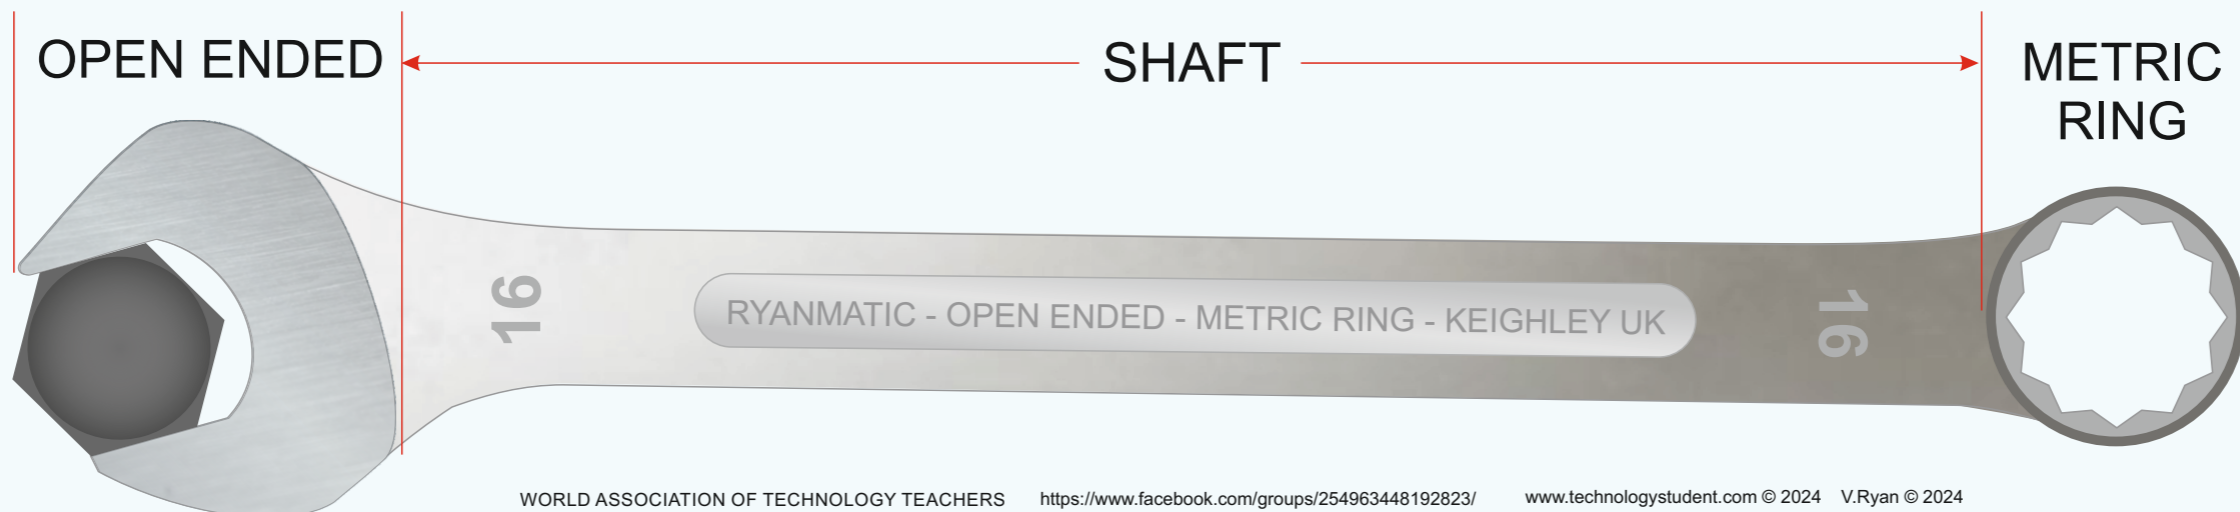 OPEN ENDED
SHAFT
METRIC
RING
16
RYANMATIC - OPEN ENDED - METRIC RING - KEIGHLEY UK
16
WORLD ASSOCIATION OF TECHNOLOGY TEACHERS https://www.facebook.com/groups/254963448192823/ www.technologystudent.com © 2024 V.Ryan © 2024